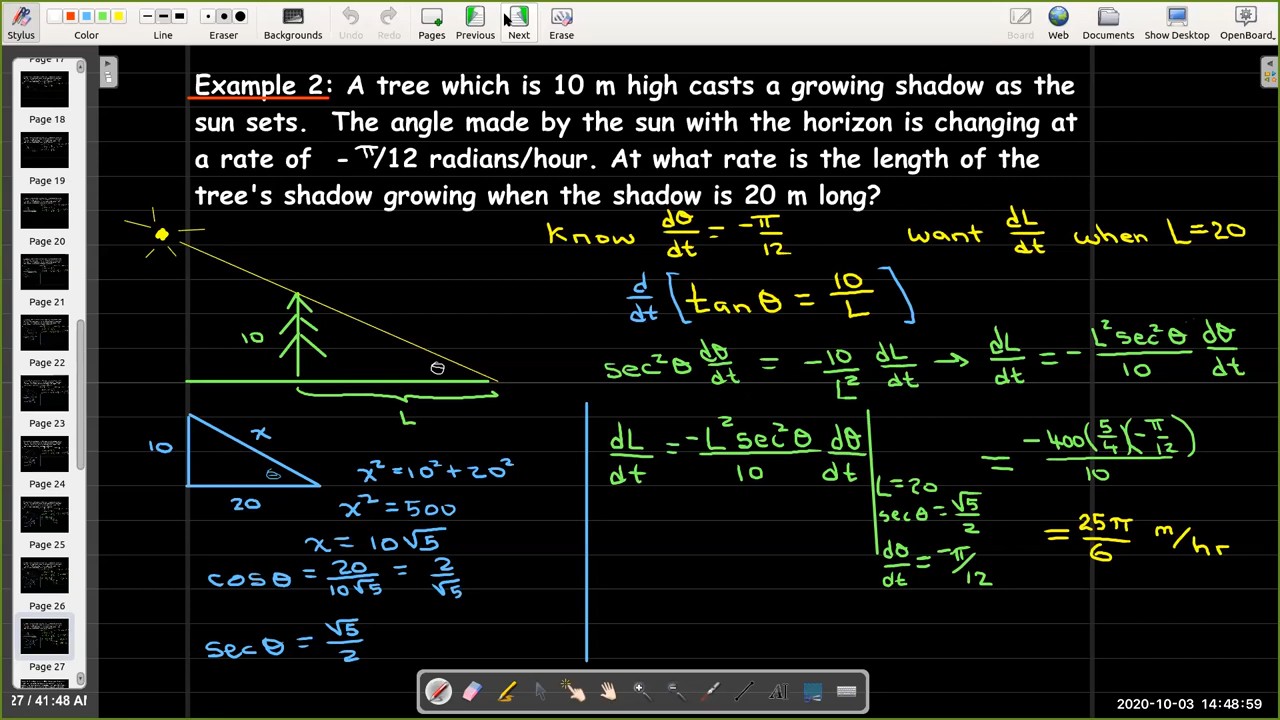 Stylus Color Line Eraser Backgrounds Undo Redo Pages Previous Next Erase Board Web Documents Show Desktop OpenBoard
Page 18
Page 19
Page 20
Page 21
Page 22
Page 23
Page 24
Page 25
Page 26
Page 27
27 / 41:48 AM
Example 2: A tree which is 10 m high casts a growing shadow as the
sun sets. The angle made by the sun with the horizon is changing at
a rate of -π/12 radians/hour. At what rate is the length of the
tree's shadow growing when the shadow is 20 m long?
Know dθ/dt = -π/12 want dL/dt when L=20
d/dt [tanθ = 10/L]
10
θ
L
sec²θ dθ/dt = -10/L² dL/dt → dL/dt = - L²sec²θ/10 dθ/dt
10
x
θ
20
x² = 10² + 20²
x² = 500
x = 10√5
cosθ = 20/10√5 = 2/√5
secθ = √5/2
dL/dt = -L²sec²θ/10 dθ/dt
L=20
secθ = √5/2
dθ/dt = -π/12
= -400(5/4)(-π/12)/10
= 25π/6 m/hr
2020-10-03 14:48:59